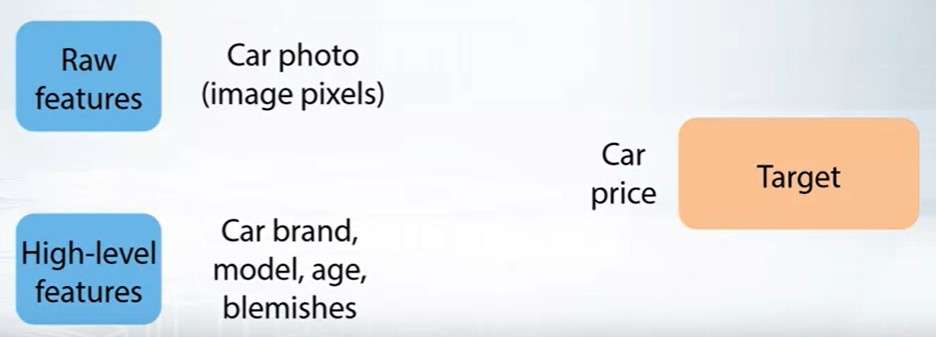 Raw
features
Car photo
(image pixels)
Car
price
Target
High-level
features
Car brand,
model, age,
blemishes